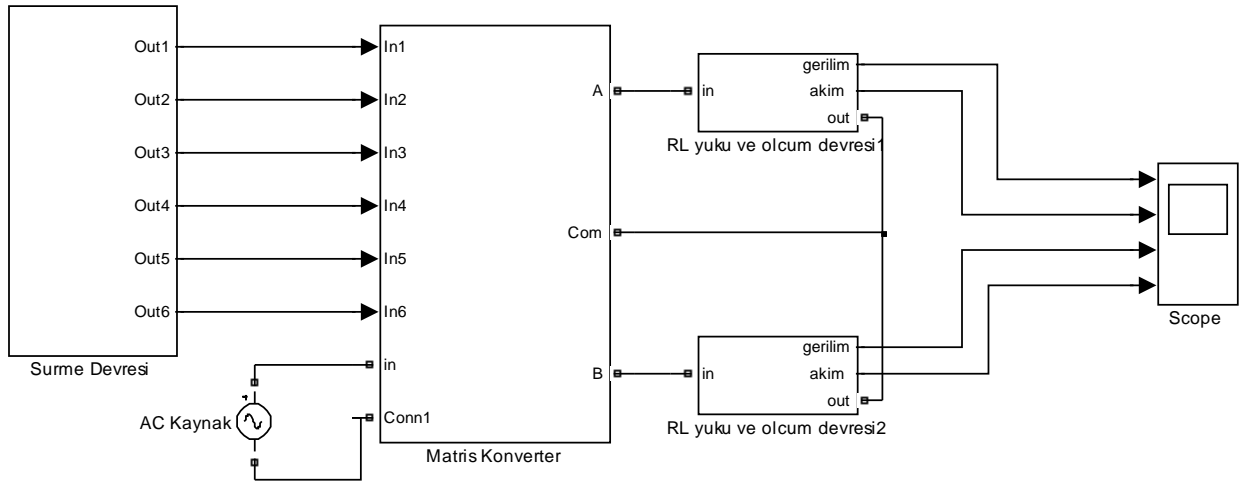 Out1
Out2
Out3
Out4
Out5
Out6
Surme Devresi
AC Kaynak
In1
In2
In3
In4
In5
In6
in
Conn1
A
Com
B
Matris Konverter
in
gerilim
akim
out
RL yuku ve olcum devresi1
in
gerilim
akim
out
RL yuku ve olcum devresi2
Scope